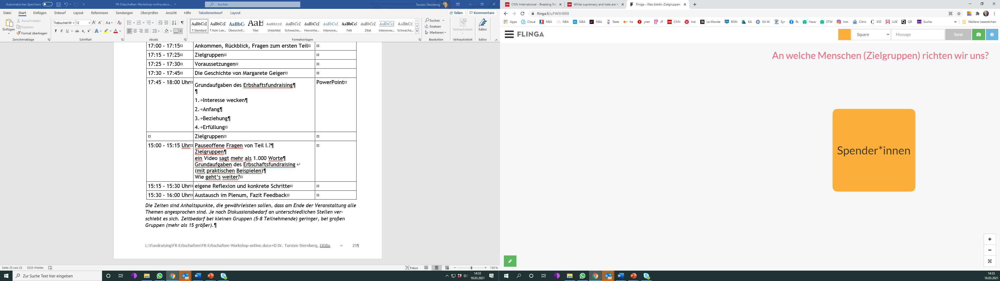 Automatisches Speichern
FR-Erbschaften-Workshop-online.docx...
Suchen
Torsten Sternberg
Datei Start Einfügen Entwurf Layout Referenzen Sendungen Überprüfen Ansicht Hilfe Tabellenentwurf Layout
Teilen Kommentare
Einfügen
Ausschneiden
Kopieren
Format übertragen
Trebuchet M 12
F K U ab
AaBbCcI AaBbCcI AaBbC AaB AaBbCcD AaBbCcL AaBbCcL AaBbCcL AaBbCcI AaBbCcL AaBbCcL AABBCC
¶ Standard ¶ Kein Lee... Überschrif... Titel Untertitel Schwache... Hervorhe... Intensive... Fett Zitat Intensives... Schwache...
Suchen
Ersetzen
Markieren
Vertraulichkeit
Editor
Zwischenablage Schriftart Absatz Formatvorlagen Bearbeiten Vertraulichkeit Editor
17:00 - 17:15¤ Ankommen, Rückblick, Fragen zum ersten Teil¤ ¤
17:15 - 17:25¤ Zielgruppen¤ ¤
17:25 - 17:30¤ Voraussetzungen¤ ¤
17:30 - 17:45¤ Die Geschichte von Margarete Geiger¤ ¤
17:45 - 18:00 Uhr¤ Grundaufgaben des Erbshaftsfundraising¶ PowerPoint¤
¶
1.→Interesse wecken¶
2.→Anfang¶
3.→Beziehung¶
4.→Erfüllung¤
¤ Zielgruppen¤ ¤
15:00 - 15:15 Uhr¤ Pauseoffene Fragen von Teil I.?¶ ¤
Zielgruppen¶
ein Video sagt mehr als 1.000 Worte¶
Grundaufgaben des Erbschaftsfundraising ↵
(mit praktischen Beispielen)¶
Wie geht‘s weiter?¤
15:15 - 15:30 Uhr¤ eigene Reflexion und konkrete Schritte¤ ¤
15:30 - 16:00 Uhr¤ Austausch im Plenum, Fazit Feedback¤ ¤
Die Zeiten sind Anhaltspunkte, die gewährleisten sollen, dass am Ende der Veranstaltung alle
Themen angesprochen sind. Je nach Diskussionsbedarf an unterschiedlichen Stellen ver-
schiebt es sich. Zeitbedarf bei kleinen Gruppen (5-8 Teilnehmende) geringer, bei großen
Gruppen (mehr als 15 größer).¶
L:\Fundraising\FR-Erbschaften\FR-Erbschaften-Workshop-online.docx→© Dr. Torsten Sternberg, EKiBa → 25¶
Seite 25 von 25 5253 Wörter
Fokus
130 %
Zur Suche Text hier eingeben
14:33
18.03.2021
CNN International - Breaking Ne
White supremacy and hate are h
Flinga - Was bleibt.-Zielgruppen
flinga.fi/s/FW5H8R8
Apps Cloua NBA NBA NBA NBA Stats he ynet JP CNN Ind. Le Monde BNN KA EA W. Syr fb Haus ETW Inst. Citrix KID LUK QR Suche » Weitere Lesezeichen
FLINGA
Square
Message
Send
An welche Menschen (Zielgruppen) richten wir uns?
Spender*innen
14:33
18.03.2021